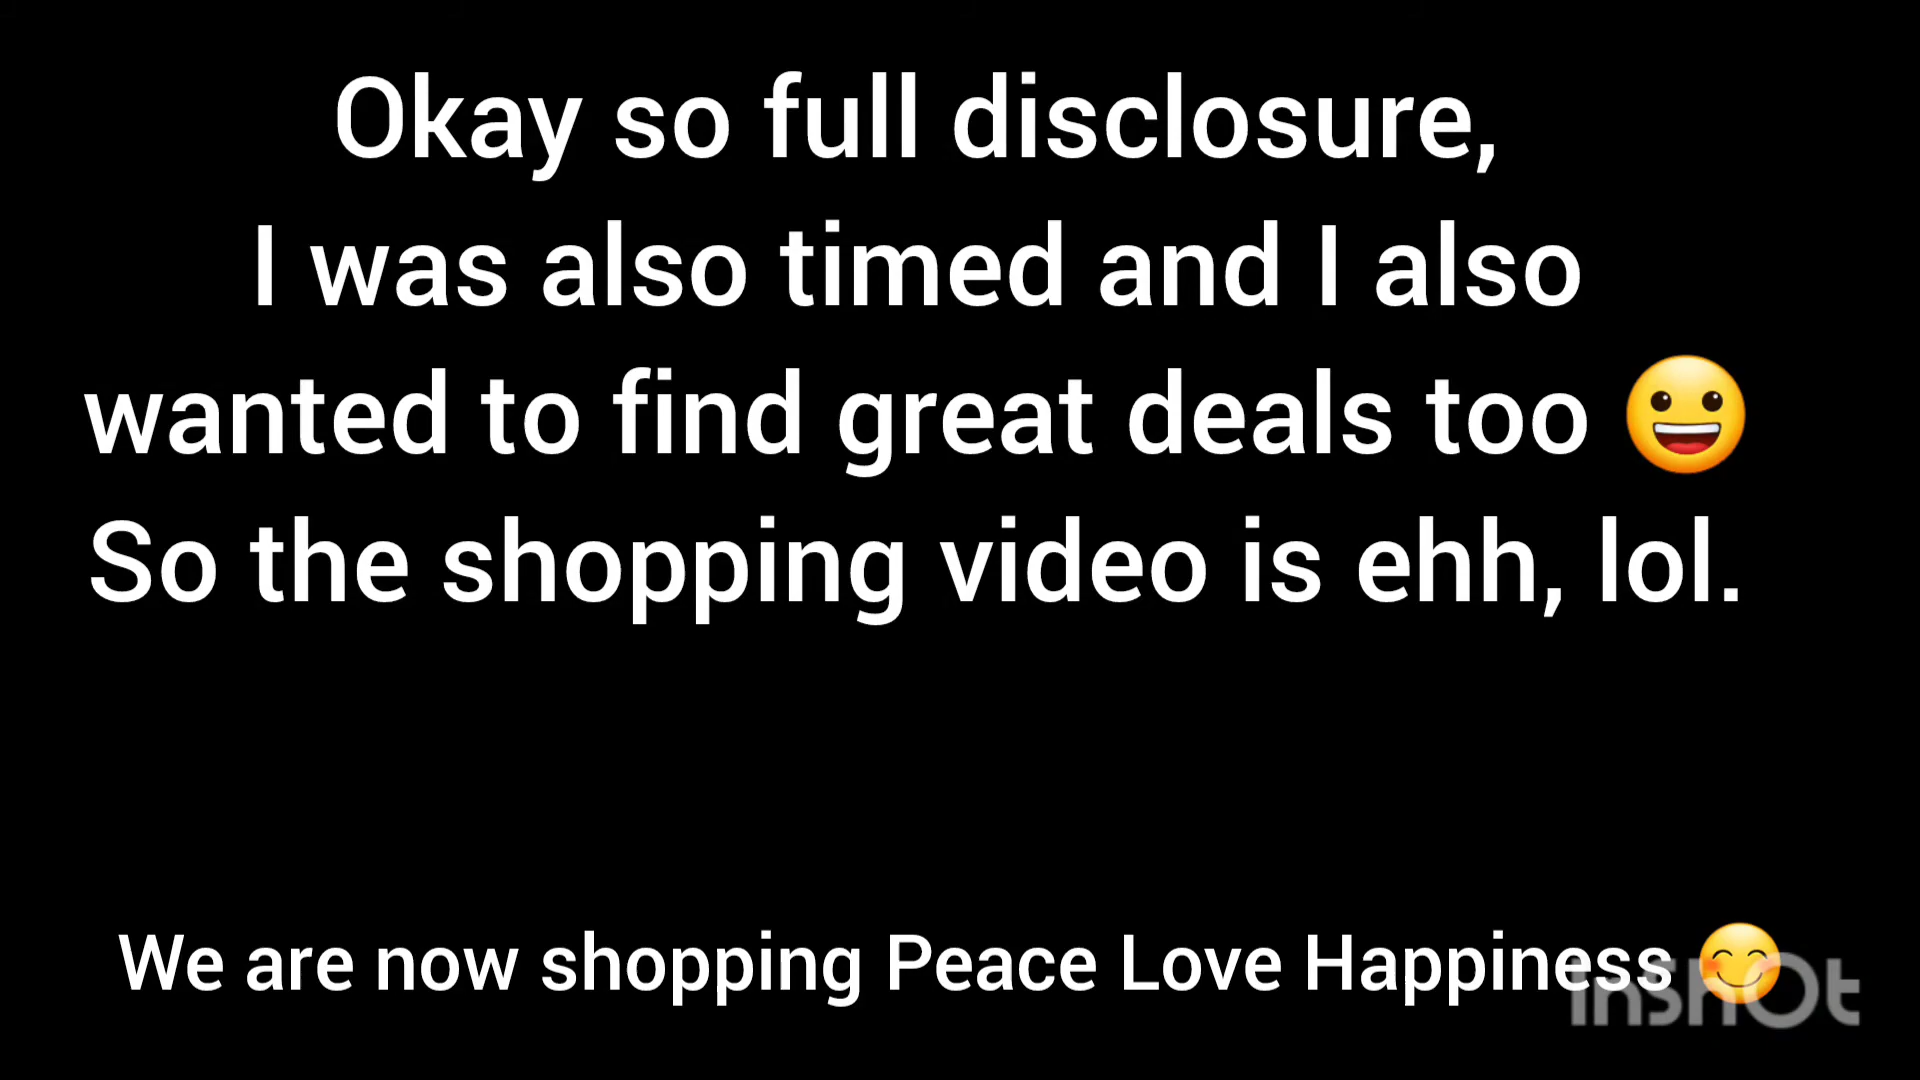 Okay so full disclosure,
I was also timed and I also
wanted to find great deals too 😀
So the shopping video is ehh, lol.
We are now shopping Peace Love Happiness 😊
InShOt